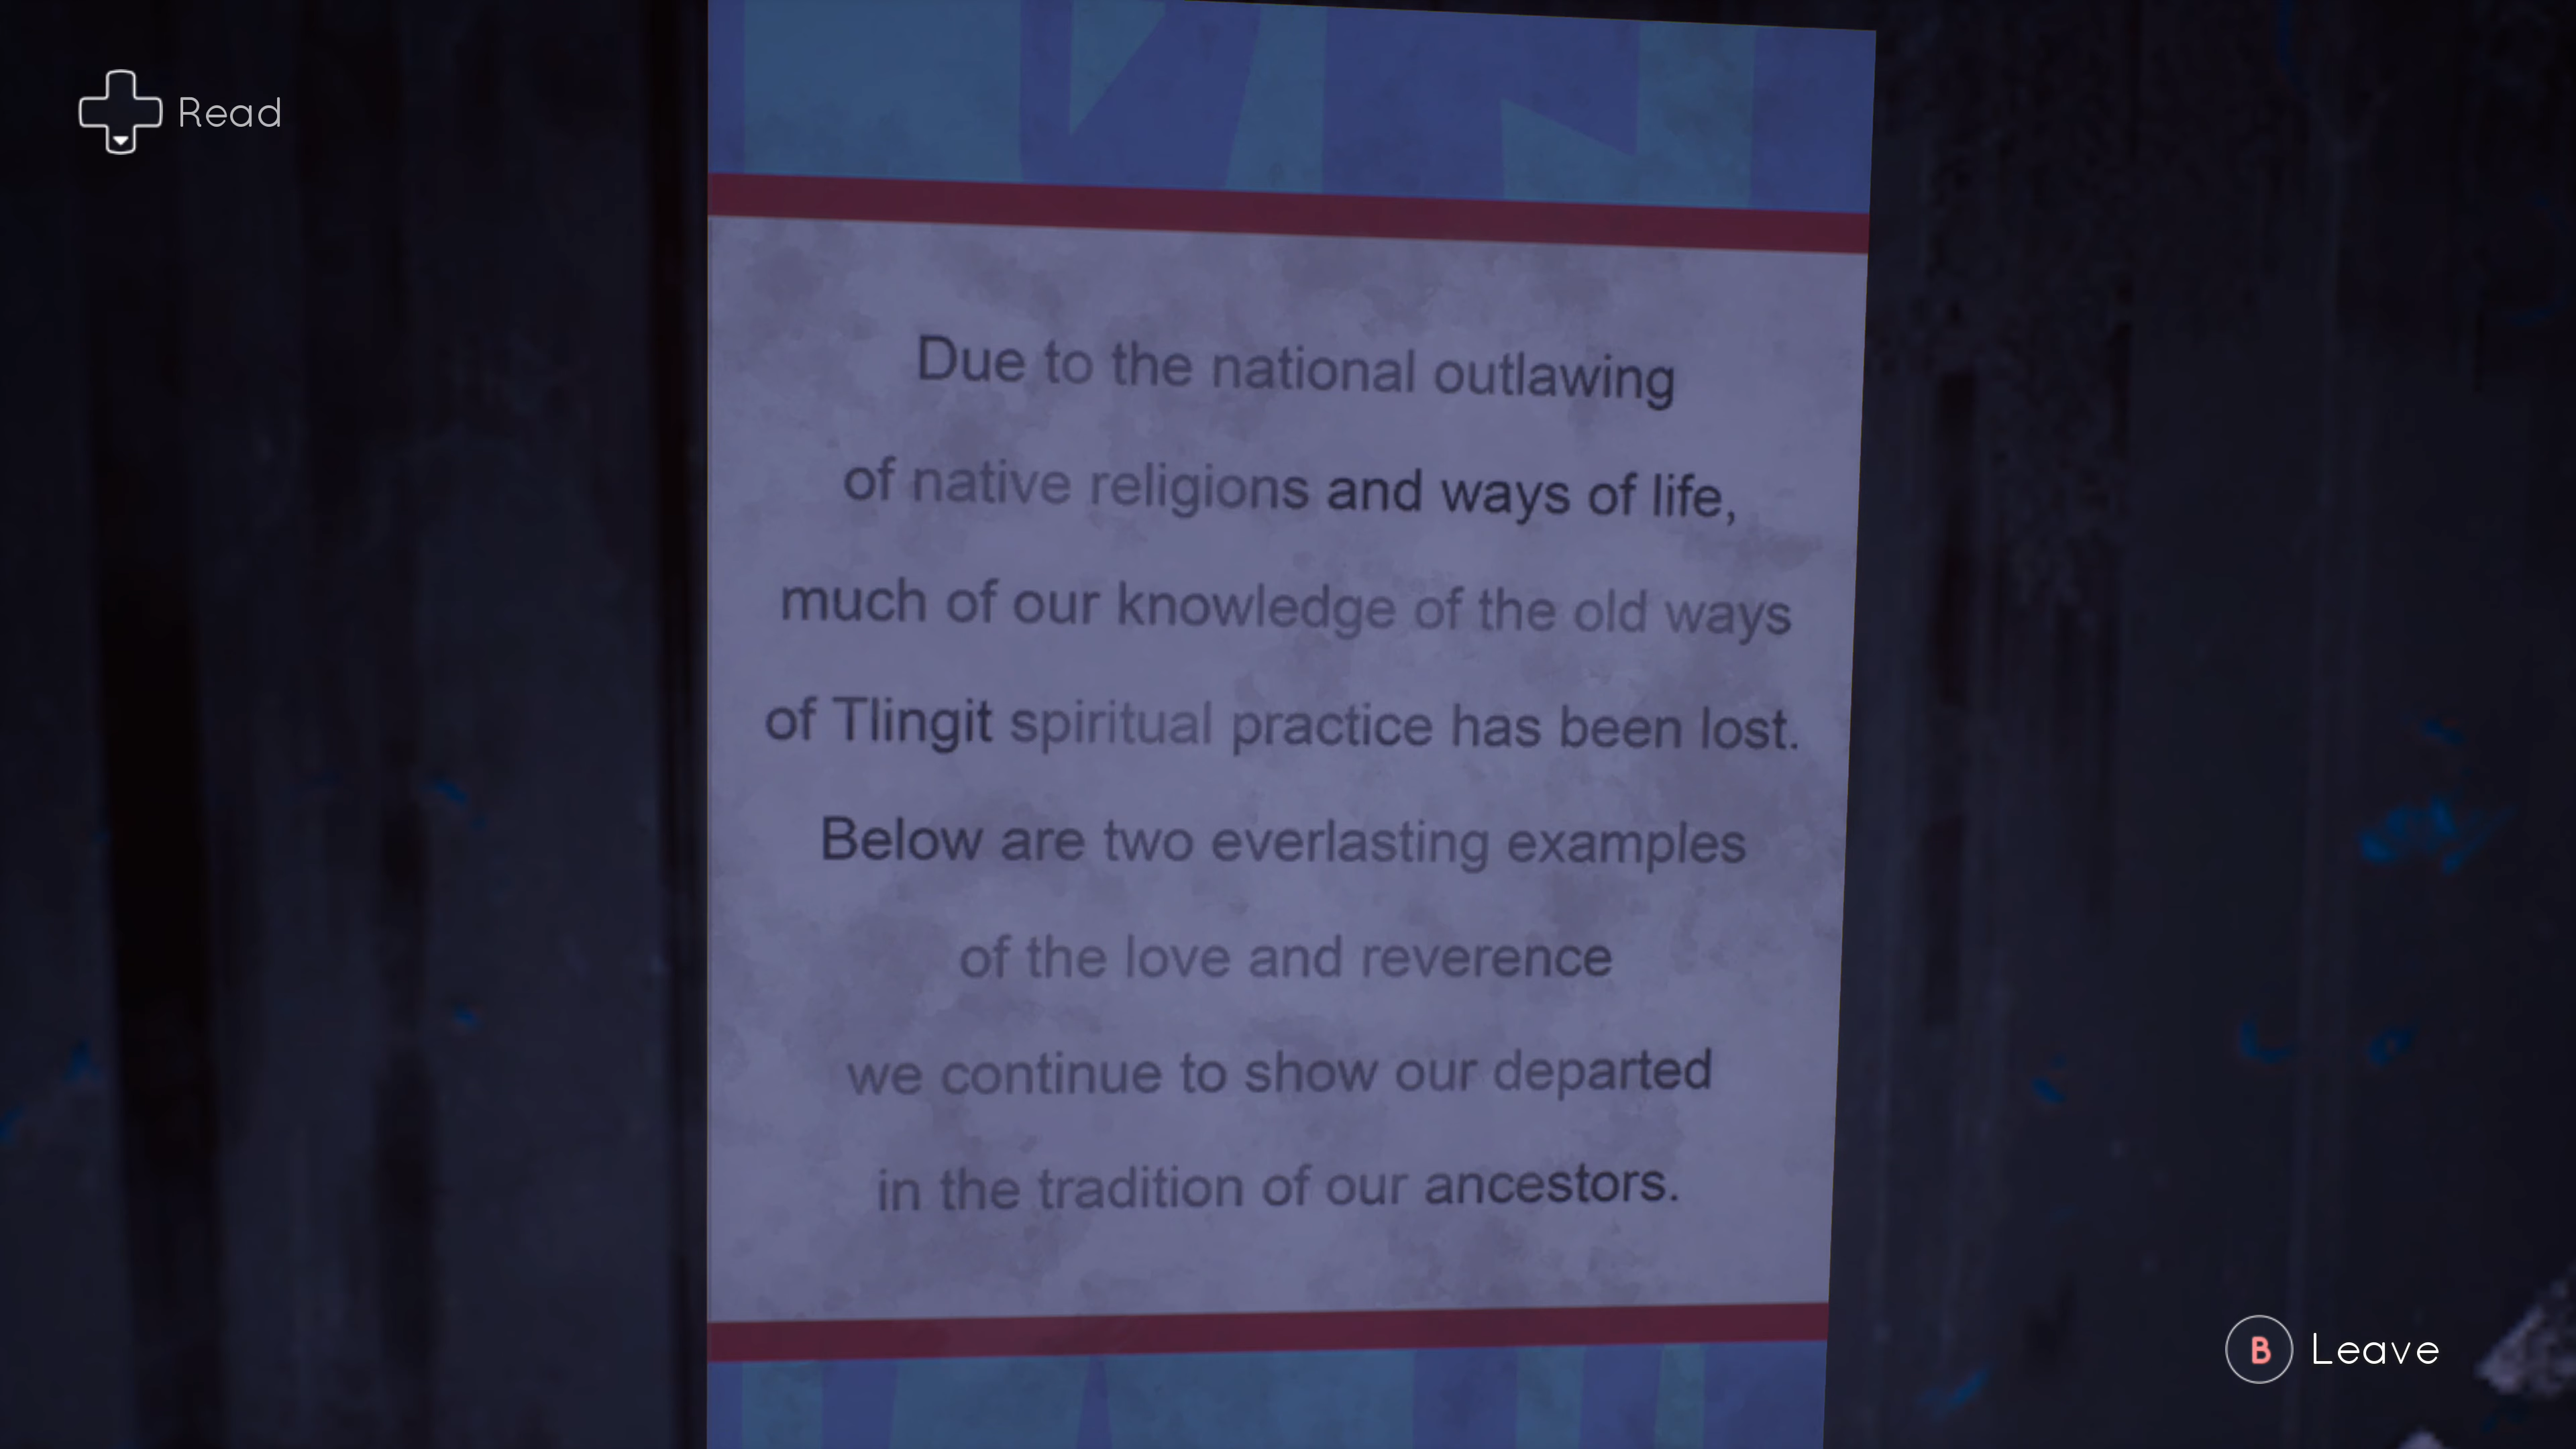 Read
Due to the national outlawing
of native religions and ways of life,
much of our knowledge of the old ways
of Tlingit spiritual practice has been lost.
Below are two everlasting examples
of the love and reverence
we continue to show our departed
in the tradition of our ancestors.
B Leave